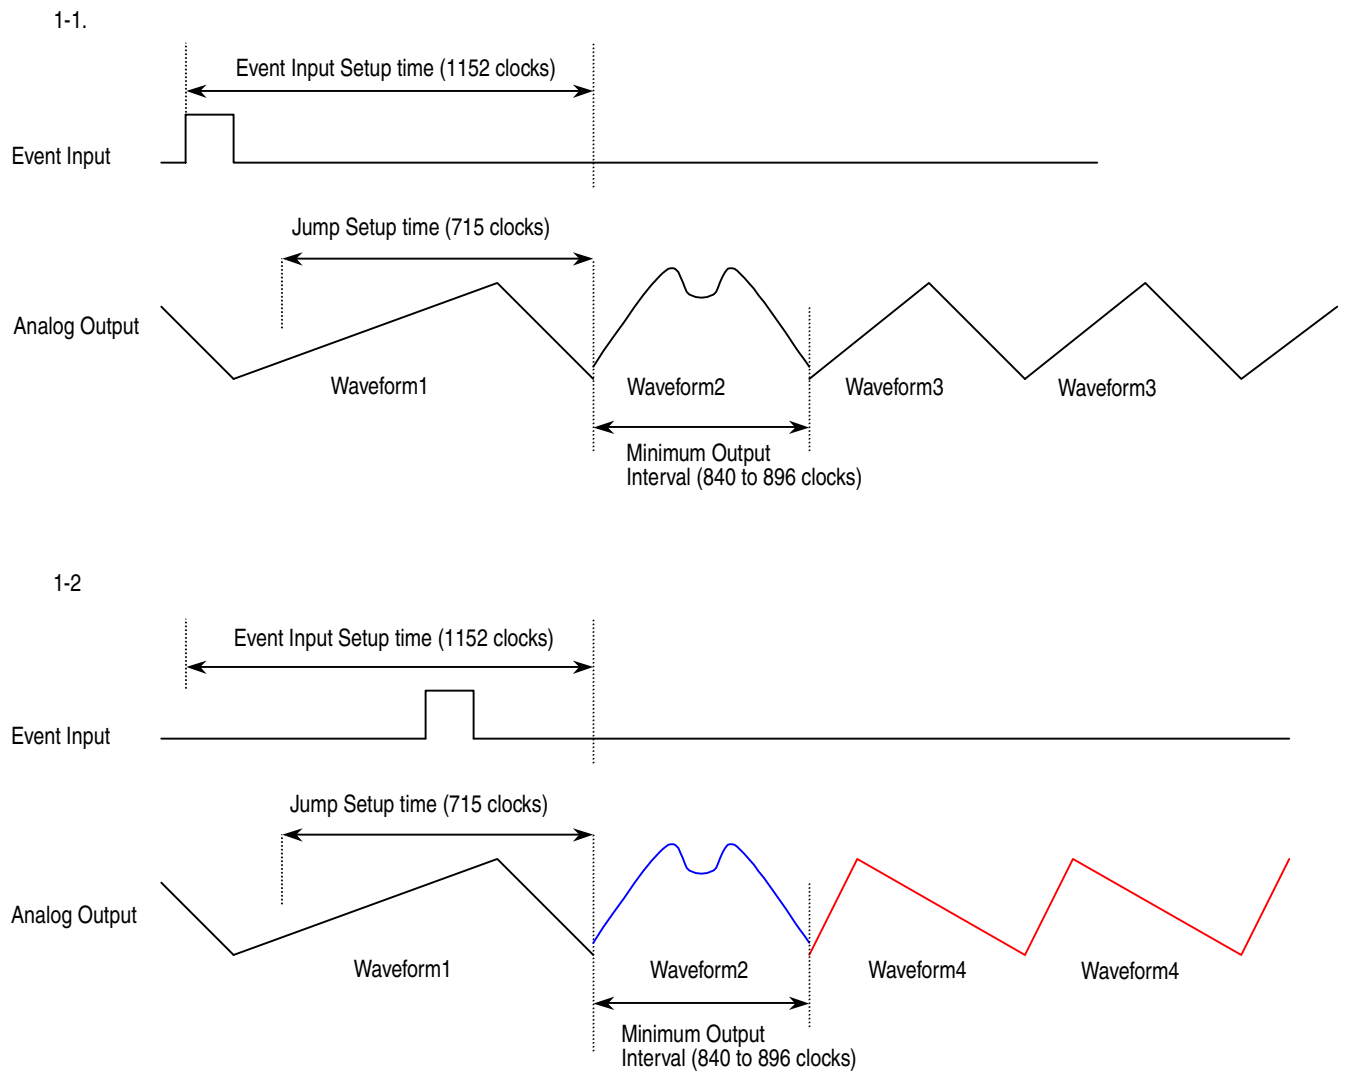 1-1.
Event Input Setup time (1152 clocks)
Event Input
Jump Setup time (715 clocks)
Analog Output
Waveform1
Waveform2
Waveform3
Waveform3
Minimum Output
Interval (840 to 896 clocks)
1-2
Event Input Setup time (1152 clocks)
Event Input
Jump Setup time (715 clocks)
Analog Output
Waveform1
Waveform2
Waveform4
Waveform4
Minimum Output
Interval (840 to 896 clocks)